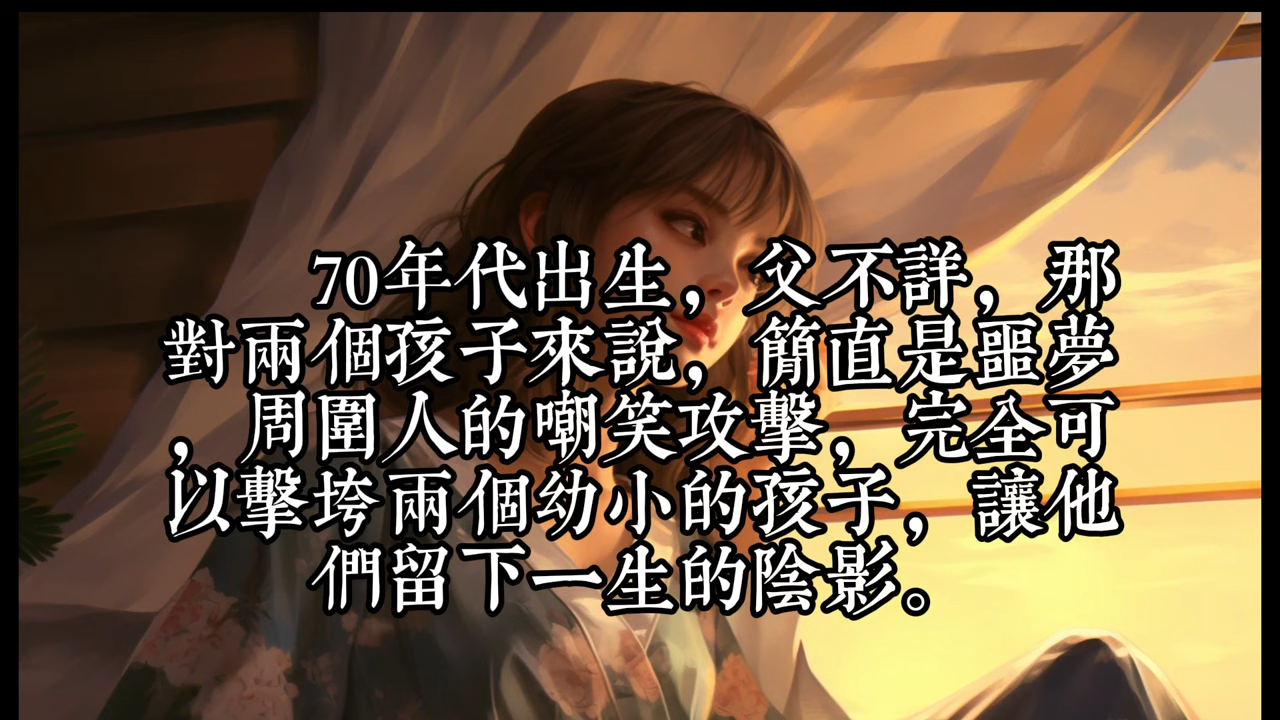 70年代出生，父不詳，那
對兩個孩子來說，簡直是噩夢
，周圍人的嘲笑攻擊，完全可
以擊垮兩個幼小的孩子，讓他
們留下一生的陰影。